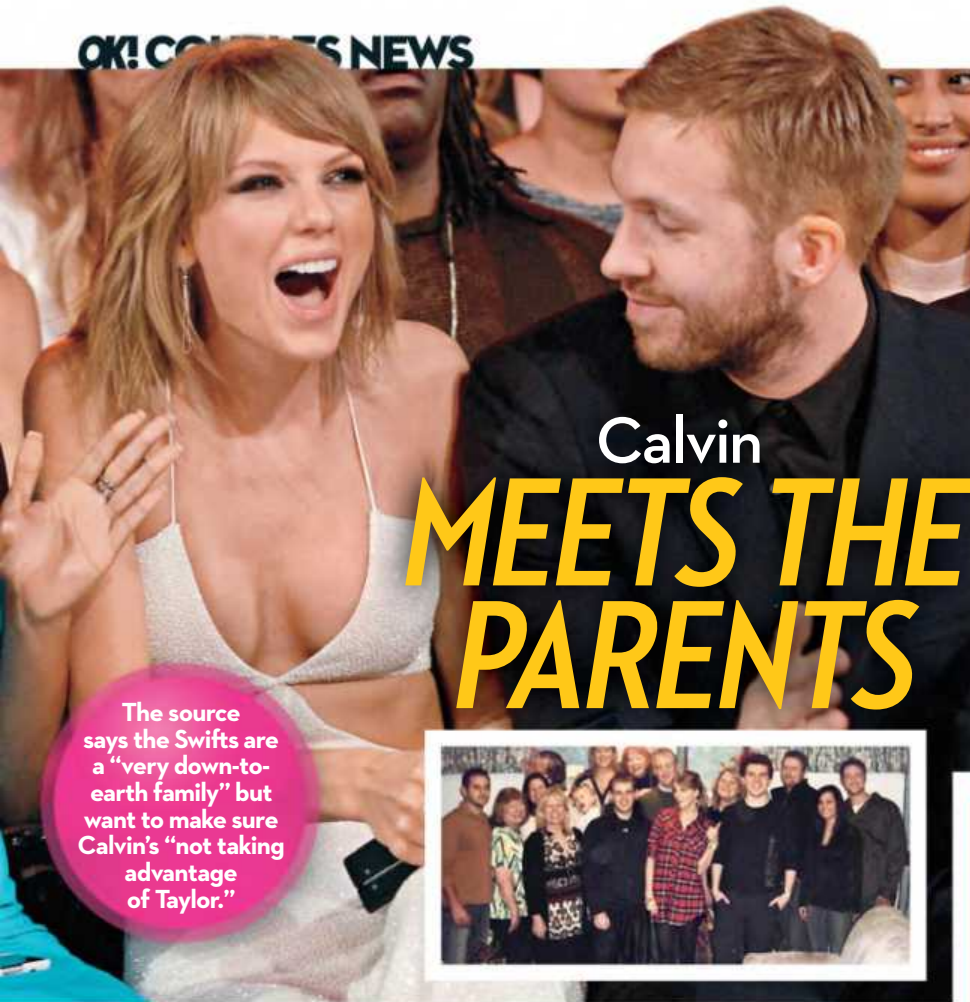 OK! CO S NEWS
Calvin
MEETS THE
PARENTS
The source
says the Swifts are
a “very down-to-
earth family” but
want to make sure
Calvin’s “not taking
advantage
of Taylor.”